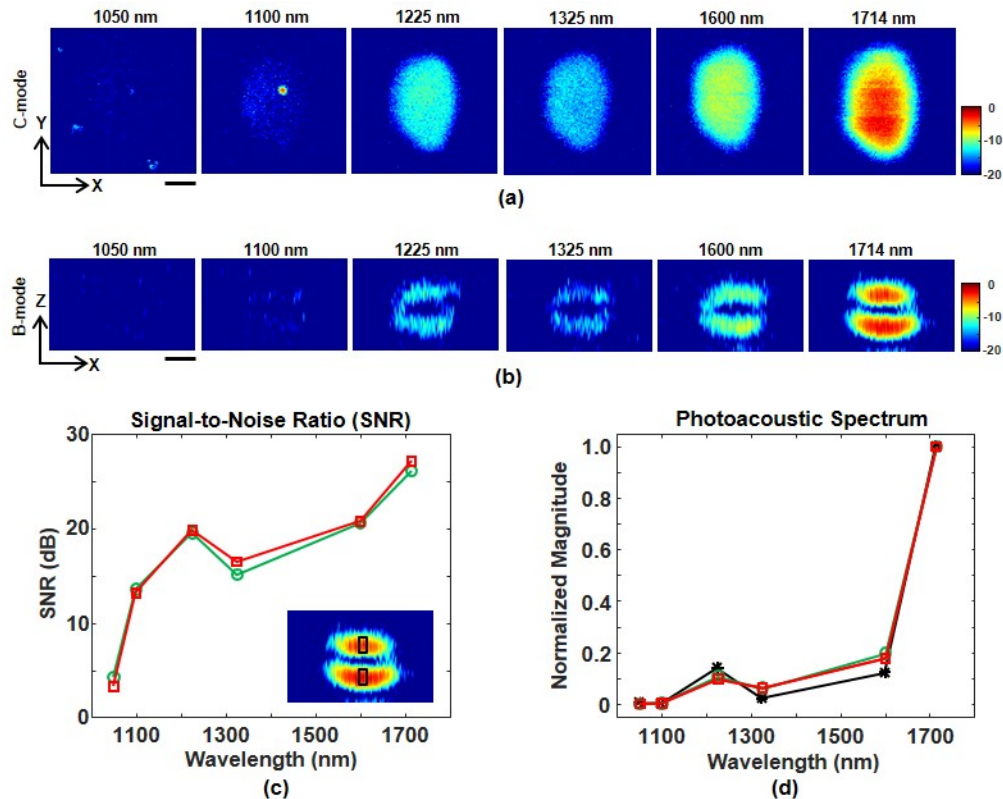 1050 nm 1100 nm 1225 nm 1325 nm 1600 nm 1714 nm
C-mode
Y
X
0
-10
-20
(a)
1050 nm 1100 nm 1225 nm 1325 nm 1600 nm 1714 nm
B-mode
Z
X
0
-10
-20
(b)
Signal-to-Noise Ratio (SNR)
30
20
10
0
SNR (dB)
1100 1300 1500 1700
Wavelength (nm)
(c)
Photoacoustic Spectrum
1.0
0.8
0.6
0.4
0.2
0
Normalized Magnitude
1100 1300 1500 1700
Wavelength (nm)
(d)